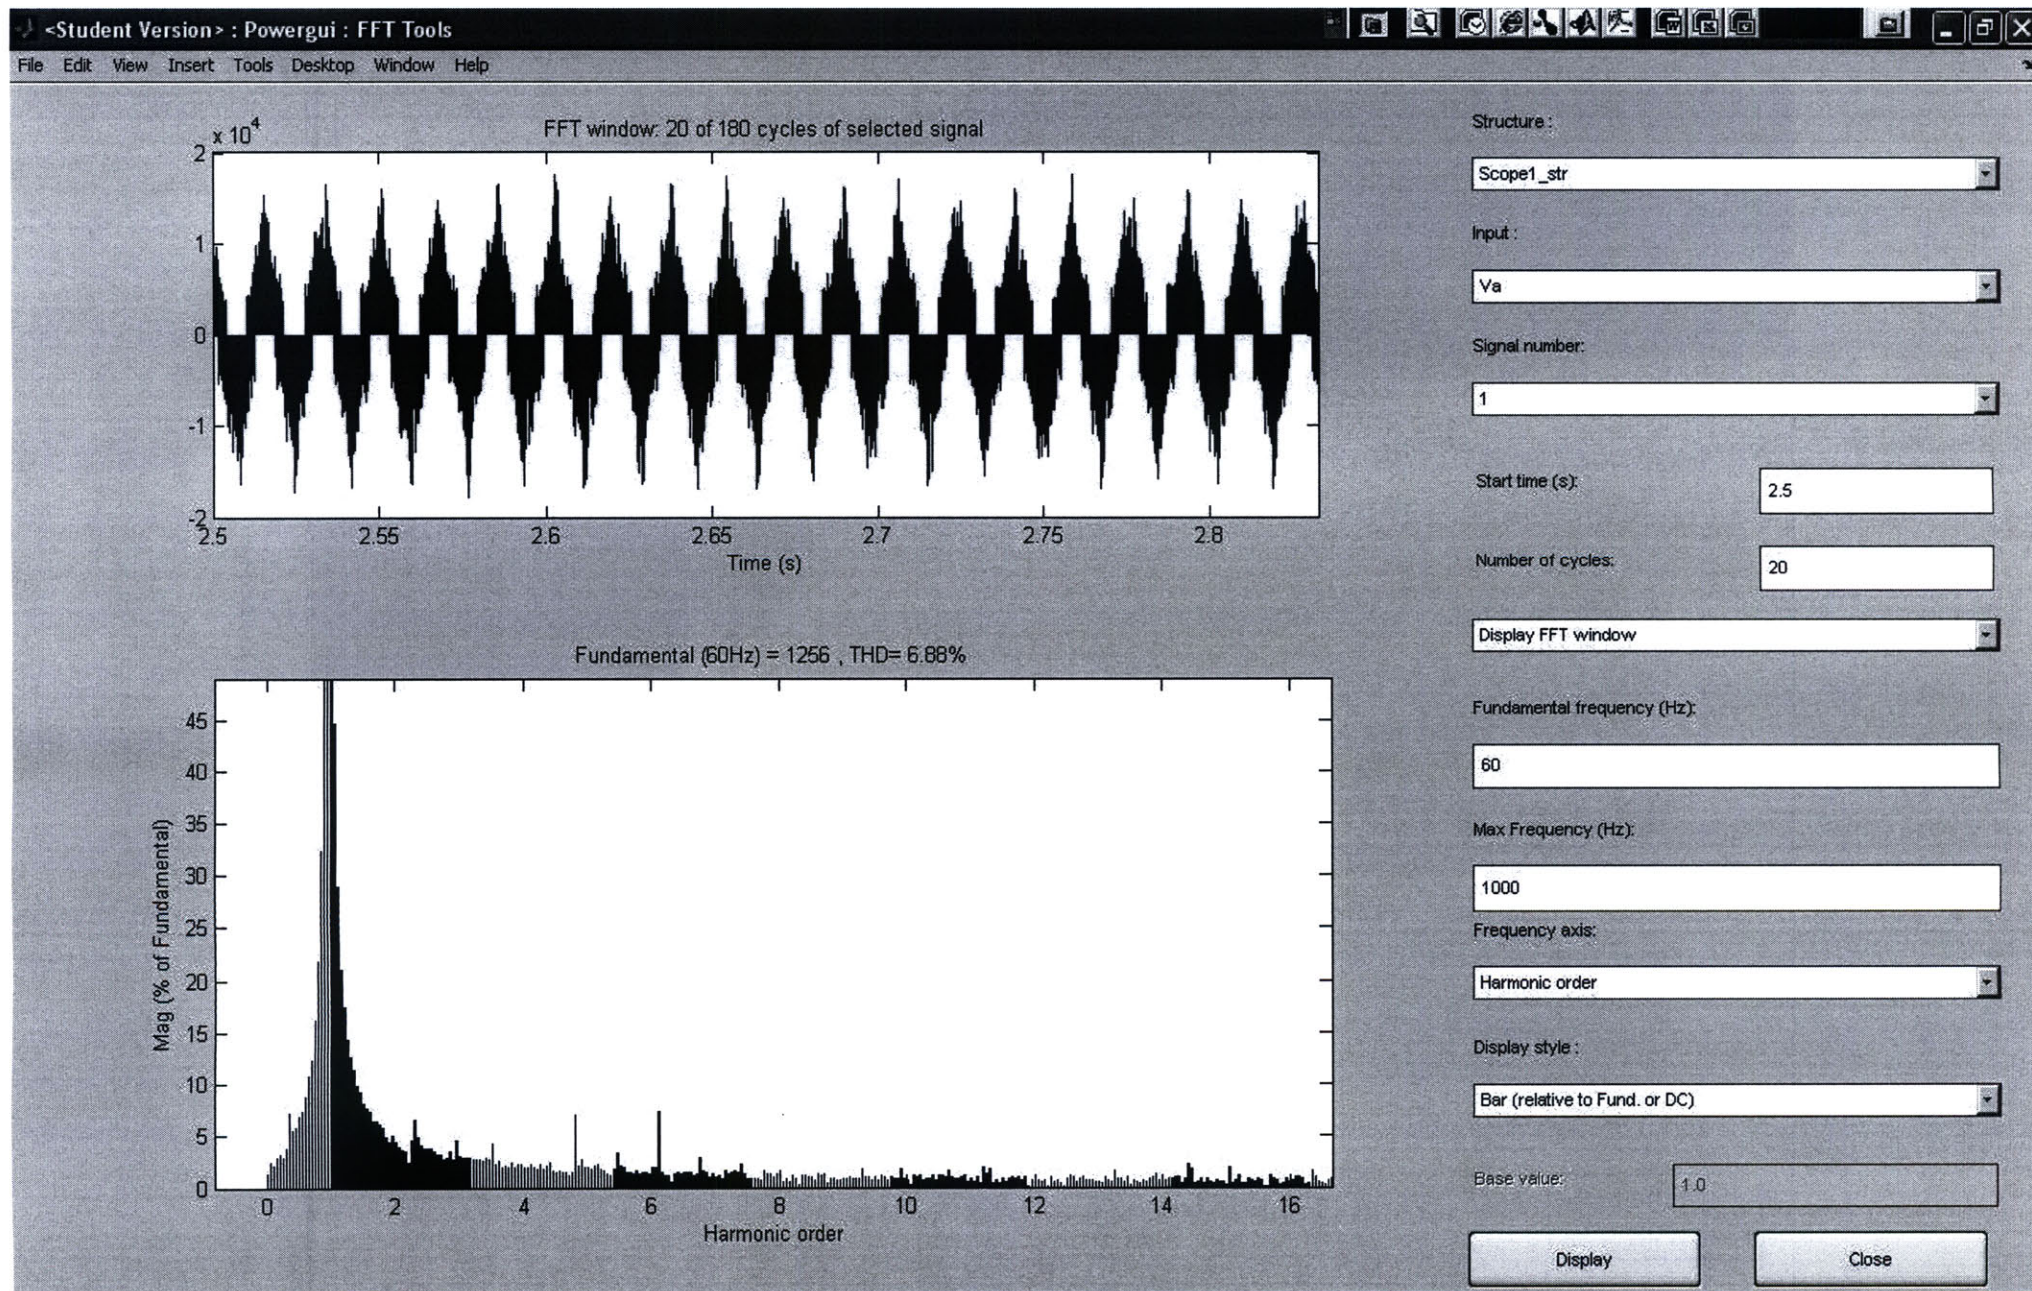 <Student Version> : Powergui : FFT Tools
File Edit View Insert Tools Desktop Window Help
x 10^4
FFT window: 20 of 180 cycles of selected signal
2
1
0
-1
-2
2.5 2.55 2.6 2.65 2.7 2.75 2.8
Time (s)
Fundamental (60Hz) = 1256 , THD= 6.88%
45
40
35
30
25
20
15
10
5
0
Mag (% of Fundamental)
0 2 4 6 8 10 12 14 16
Harmonic order
Structure :
Scope1_str
Input :
Va
Signal number:
1
Start time (s):
2.5
Number of cycles:
20
Display FFT window
Fundamental frequency (Hz):
60
Max Frequency (Hz):
1000
Frequency axis:
Harmonic order
Display style :
Bar (relative to Fund. or DC)
Base value:
1.0
Display
Close